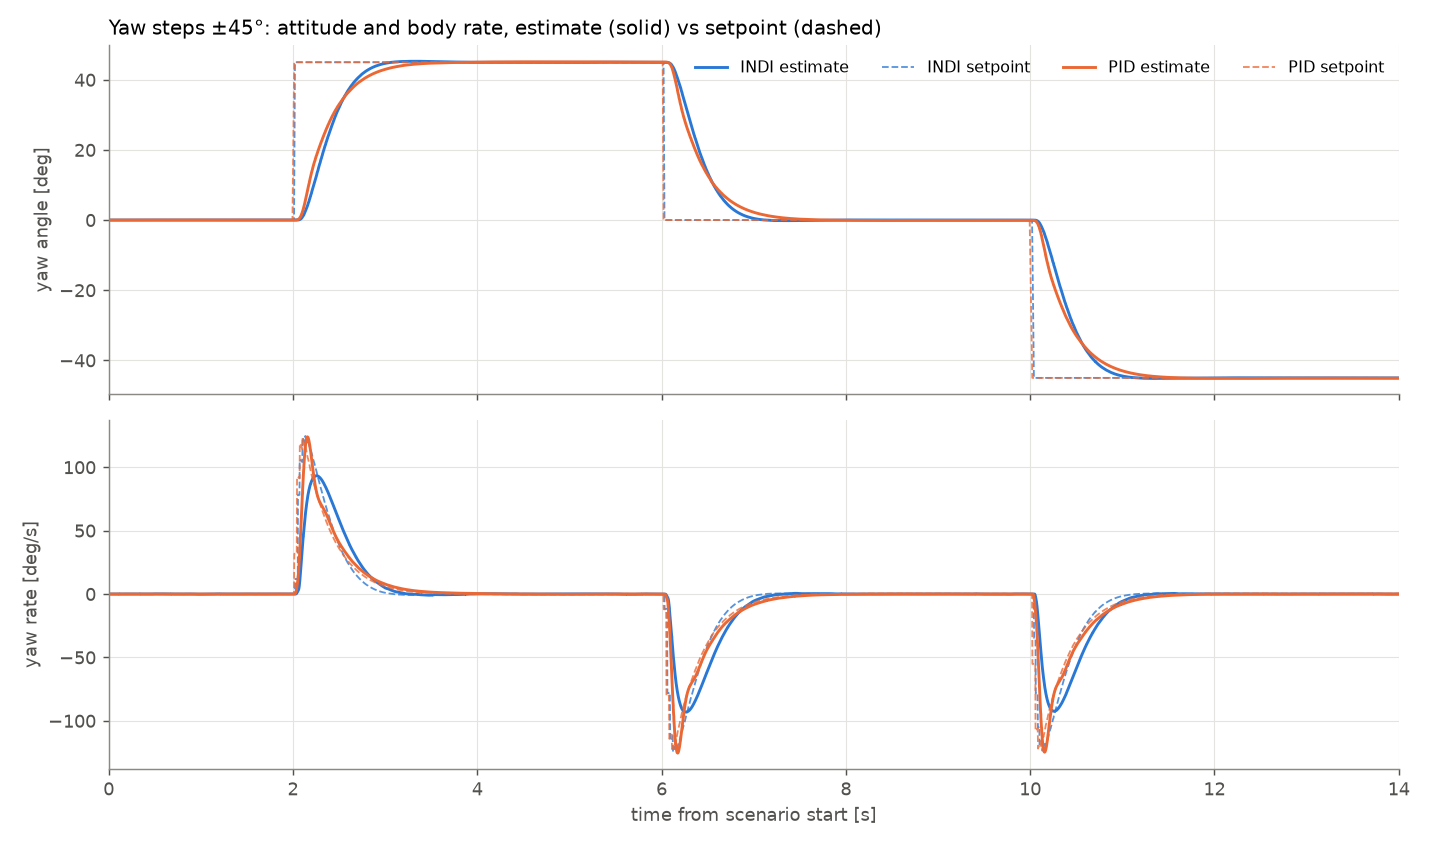 Yaw steps ±45°: attitude and body rate, estimate (solid) vs setpoint (dashed)
INDI estimate INDI setpoint PID estimate PID setpoint
yaw angle [deg]
40
20
0
−20
−40
yaw rate [deg/s]
100
50
0
−50
−100
0 2 4 6 8 10 12 14
time from scenario start [s]